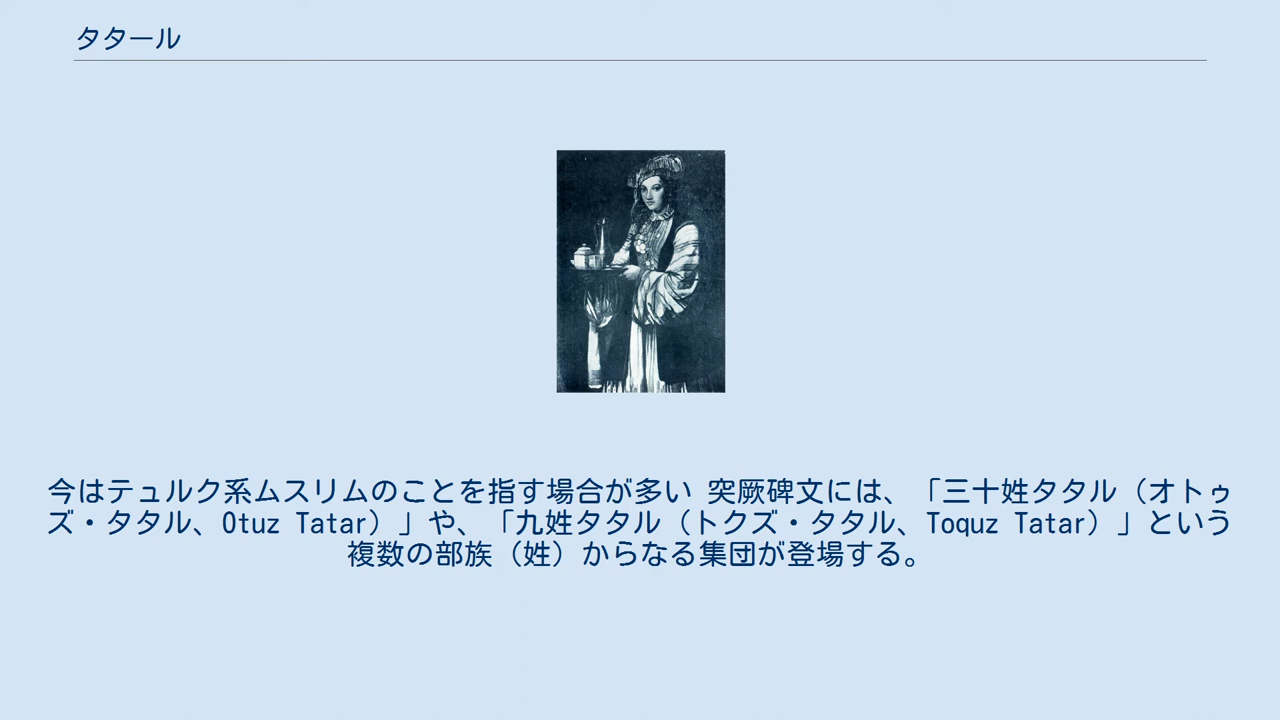 タタール
今はテュルク系ムスリムのことを指す場合が多い 突厥碑文には、「三十姓タタル（オトゥ
ズ・タタル、Otuz Tatar）」や、「九姓タタル（トクズ・タタル、Toquz Tatar）」という
複数の部族（姓）からなる集団が登場する。